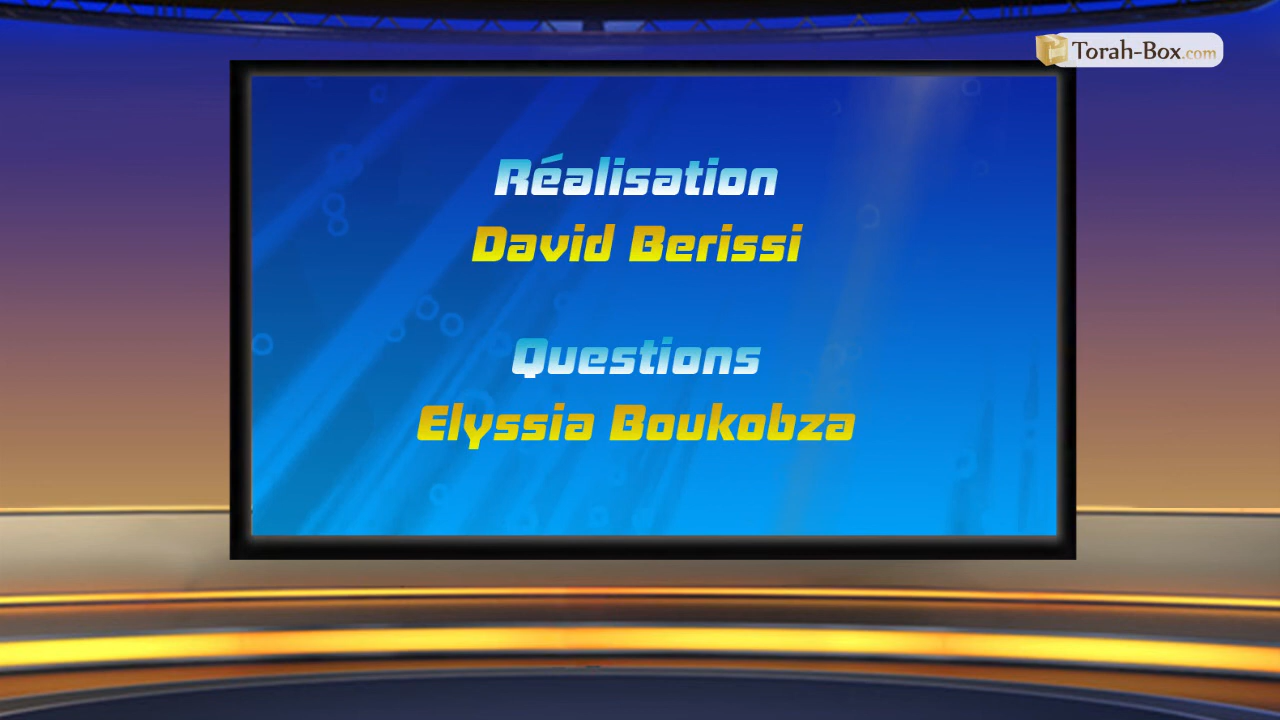 Torah-Box.com
Réalisation
David Berissi
Questions
Elyssia Boukobza